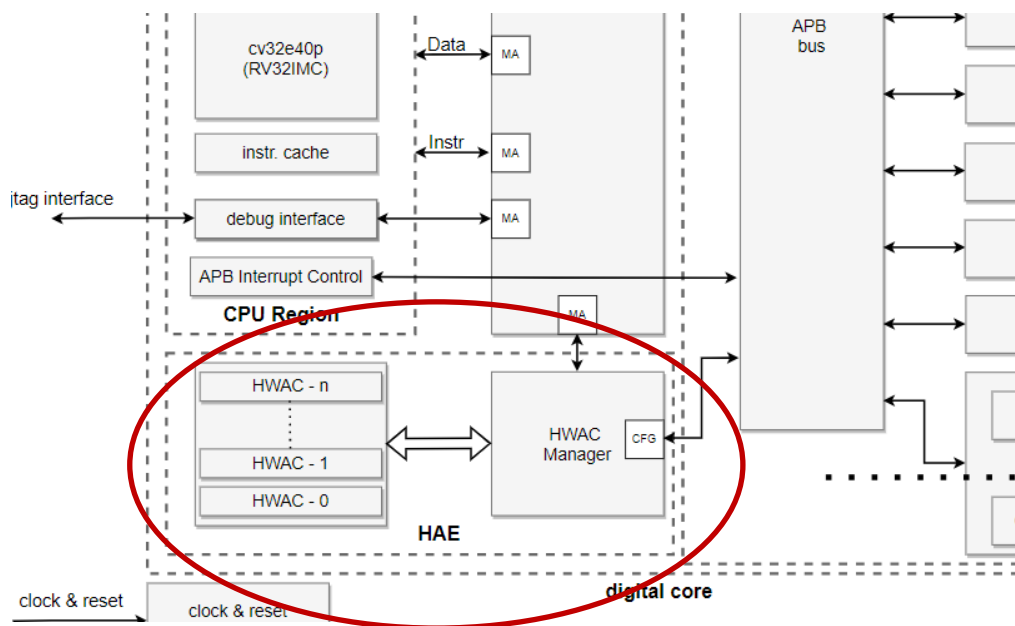 cv32e40p
(RV32IMC)
Data
MA
APB
bus
instr. cache
Instr
MA
jtag interface
debug interface
MA
APB Interrupt Control
CPU Region
MA
HWAC - n
HWAC - 1
HWAC - 0
HWAC
Manager
CFG
HAE
digital core
clock & reset
clock & reset